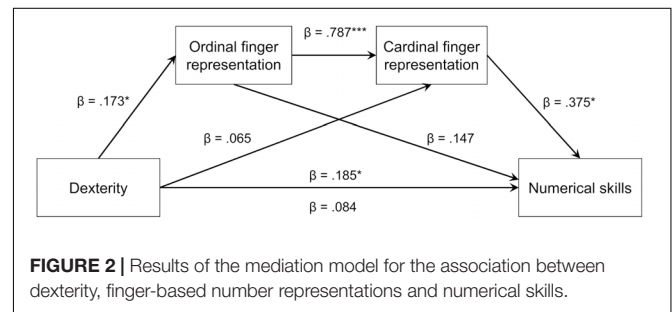 β = .787***
Ordinal finger
representation
Cardinal finger
representation
β = .173*
β = .375*
β = .065
β = .147
Dexterity
β = .185*
Numerical skills
β = .084
FIGURE 2 | Results of the mediation model for the association between
dexterity, finger-based number representations and numerical skills.